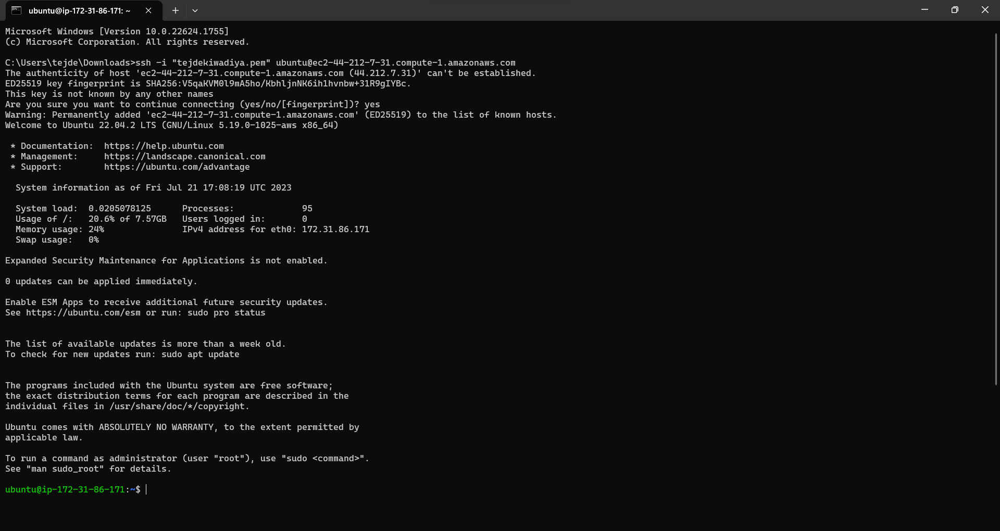 ubuntu@ip-172-31-86-171: ~
Microsoft Windows [Version 10.0.22624.1755]
(c) Microsoft Corporation. All rights reserved.
C:\Users\tejde\Downloads>ssh -i "tejdekiwadiya.pem" ubuntu@ec2-44-212-7-31.compute-1.amazonaws.com
The authenticity of host 'ec2-44-212-7-31.compute-1.amazonaws.com (44.212.7.31)' can't be established.
ED25519 key fingerprint is SHA256:V5qaKVM0l9mA5ho/KbhljnNK6ih1hvnbw+31R9gIYBc.
This key is not known by any other names
Are you sure you want to continue connecting (yes/no/[fingerprint])? yes
Warning: Permanently added 'ec2-44-212-7-31.compute-1.amazonaws.com' (ED25519) to the list of known hosts.
Welcome to Ubuntu 22.04.2 LTS (GNU/Linux 5.19.0-1025-aws x86_64)
* Documentation:  https://help.ubuntu.com
* Management:     https://landscape.canonical.com
* Support:        https://ubuntu.com/advantage
System information as of Fri Jul 21 17:08:19 UTC 2023
System load:  0.0205078125      Processes:             95
Usage of /:   20.6% of 7.57GB   Users logged in:       0
Memory usage: 24%               IPv4 address for eth0: 172.31.86.171
Swap usage:   0%
Expanded Security Maintenance for Applications is not enabled.
0 updates can be applied immediately.
Enable ESM Apps to receive additional future security updates.
See https://ubuntu.com/esm or run: sudo pro status
The list of available updates is more than a week old.
To check for new updates run: sudo apt update
The programs included with the Ubuntu system are free software;
the exact distribution terms for each program are described in the
individual files in /usr/share/doc/*/copyright.
Ubuntu comes with ABSOLUTELY NO WARRANTY, to the extent permitted by
applicable law.
To run a command as administrator (user "root"), use "sudo <command>".
See "man sudo_root" for details.
ubuntu@ip-172-31-86-171:~$